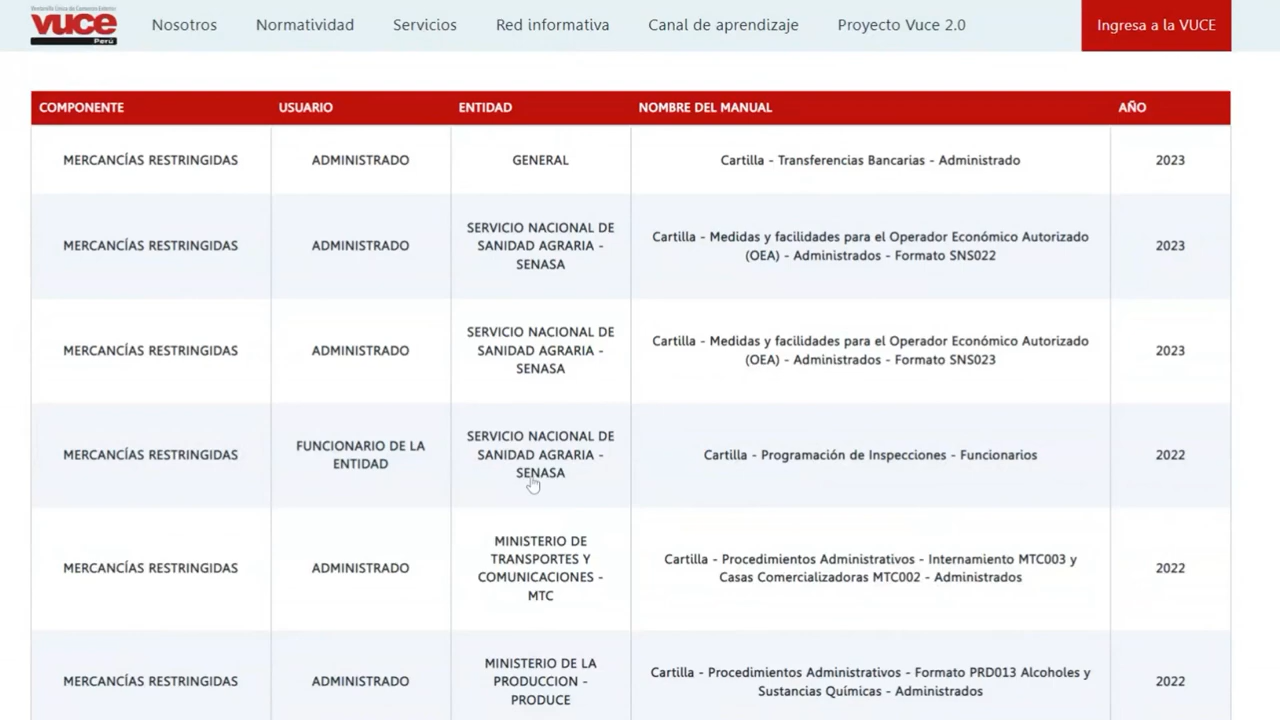 Ventanilla Única de Comercio Exterior
vuce
Perú
Nosotros
Normatividad
Servicios
Red informativa
Canal de aprendizaje
Proyecto Vuce 2.0
Ingresa a la VUCE
COMPONENTE
USUARIO
ENTIDAD
NOMBRE DEL MANUAL
AÑO
MERCANCÍAS RESTRINGIDAS
ADMINISTRADO
GENERAL
Cartilla - Transferencias Bancarias - Administrado
2023
MERCANCÍAS RESTRINGIDAS
ADMINISTRADO
SERVICIO NACIONAL DE
SANIDAD AGRARIA -
SENASA
Cartilla - Medidas y facilidades para el Operador Económico Autorizado
(OEA) - Administrados - Formato SNS022
2023
MERCANCÍAS RESTRINGIDAS
ADMINISTRADO
SERVICIO NACIONAL DE
SANIDAD AGRARIA -
SENASA
Cartilla - Medidas y facilidades para el Operador Económico Autorizado
(OEA) - Administrados - Formato SNS023
2023
MERCANCÍAS RESTRINGIDAS
FUNCIONARIO DE LA
ENTIDAD
SERVICIO NACIONAL DE
SANIDAD AGRARIA -
SENASA
Cartilla - Programación de Inspecciones - Funcionarios
2022
MERCANCÍAS RESTRINGIDAS
ADMINISTRADO
MINISTERIO DE
TRANSPORTES Y
COMUNICACIONES -
MTC
Cartilla - Procedimientos Administrativos - Internamiento MTC003 y
Casas Comercializadoras MTC002 - Administrados
2022
MERCANCÍAS RESTRINGIDAS
ADMINISTRADO
MINISTERIO DE LA
PRODUCCION -
PRODUCE
Cartilla - Procedimientos Administrativos - Formato PRD013 Alcoholes y
Sustancias Químicas - Administrados
2022